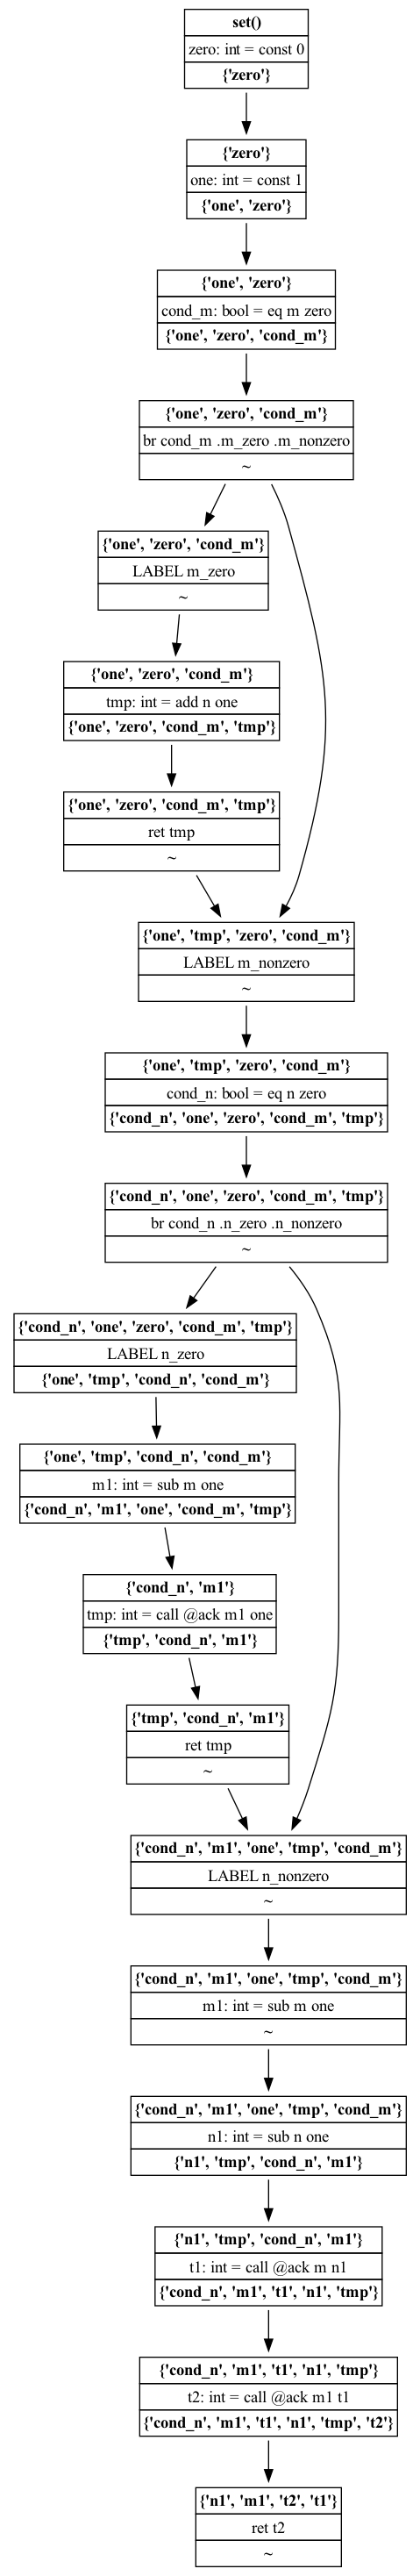 set()
zero: int = const 0
{'zero'}
{'zero'}
one: int = const 1
{'one', 'zero'}
{'one', 'zero'}
cond_m: bool = eq m zero
{'one', 'zero', 'cond_m'}
{'one', 'zero', 'cond_m'}
br cond_m .m_zero .m_nonzero
~
{'one', 'zero', 'cond_m'}
LABEL m_zero
~
{'one', 'zero', 'cond_m'}
tmp: int = add n one
{'one', 'zero', 'cond_m', 'tmp'}
{'one', 'zero', 'cond_m', 'tmp'}
ret tmp
~
{'one', 'tmp', 'zero', 'cond_m'}
LABEL m_nonzero
~
{'one', 'tmp', 'zero', 'cond_m'}
cond_n: bool = eq n zero
{'cond_n', 'one', 'zero', 'cond_m', 'tmp'}
{'cond_n', 'one', 'zero', 'cond_m', 'tmp'}
br cond_n .n_zero .n_nonzero
~
{'cond_n', 'one', 'zero', 'cond_m', 'tmp'}
LABEL n_zero
{'one', 'tmp', 'cond_n', 'cond_m'}
{'one', 'tmp', 'cond_n', 'cond_m'}
m1: int = sub m one
{'cond_n', 'm1', 'one', 'cond_m', 'tmp'}
{'cond_n', 'm1'}
tmp: int = call @ack m1 one
{'tmp', 'cond_n', 'm1'}
{'tmp', 'cond_n', 'm1'}
ret tmp
~
{'cond_n', 'm1', 'one', 'tmp', 'cond_m'}
LABEL n_nonzero
~
{'cond_n', 'm1', 'one', 'tmp', 'cond_m'}
m1: int = sub m one
~
{'cond_n', 'm1', 'one', 'tmp', 'cond_m'}
n1: int = sub n one
{'n1', 'tmp', 'cond_n', 'm1'}
{'n1', 'tmp', 'cond_n', 'm1'}
t1: int = call @ack m n1
{'cond_n', 'm1', 't1', 'n1', 'tmp'}
{'cond_n', 'm1', 't1', 'n1', 'tmp'}
t2: int = call @ack m1 t1
{'cond_n', 'm1', 't1', 'n1', 'tmp', 't2'}
{'n1', 'm1', 't2', 't1'}
ret t2
~